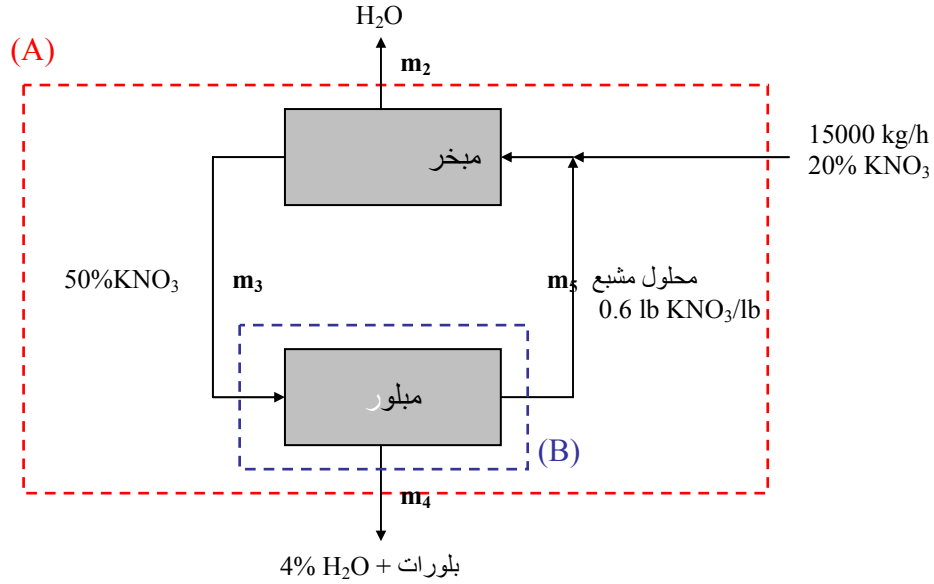 H₂O
(A)
m₂
15000 kg/h
20% KNO₃
مبخر
50%KNO₃
m₃
m₅ محلول مشبع
0.6 lb KNO₃/lb
مبلور
(B)
m₄
4% H₂O + بلورات